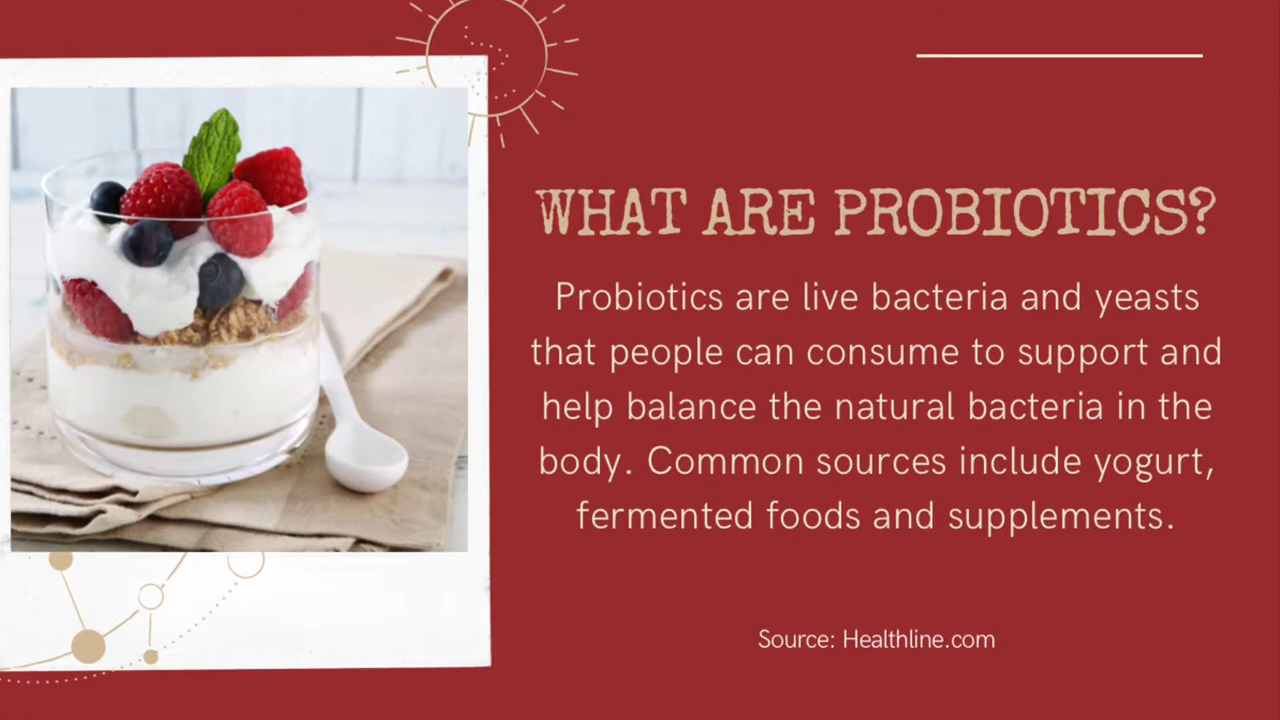 WHAT ARE PROBIOTICS?
Probiotics are live bacteria and yeasts
that people can consume to support and
help balance the natural bacteria in the
body. Common sources include yogurt,
fermented foods and supplements.
Source: Healthline.com